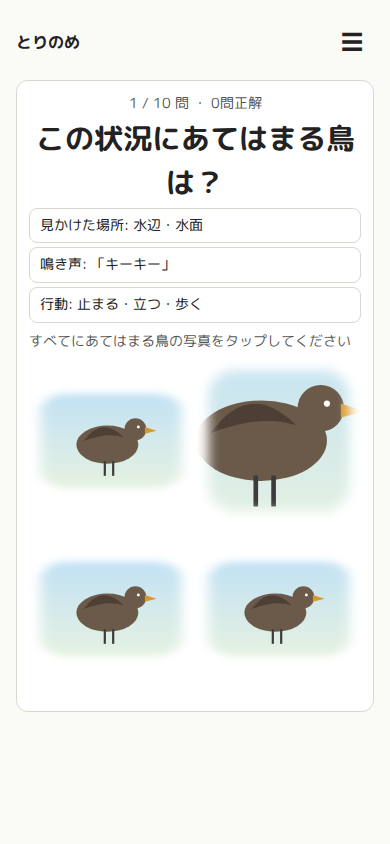 とりのめ
1 / 10 問 · 0問正解
この状況にあてはまる鳥
は？
見かけた場所: 水辺 · 水面
鳴き声: 「キーキー」
行動: 止まる · 立つ · 歩く
すべてにあてはまる鳥の写真をタップしてください